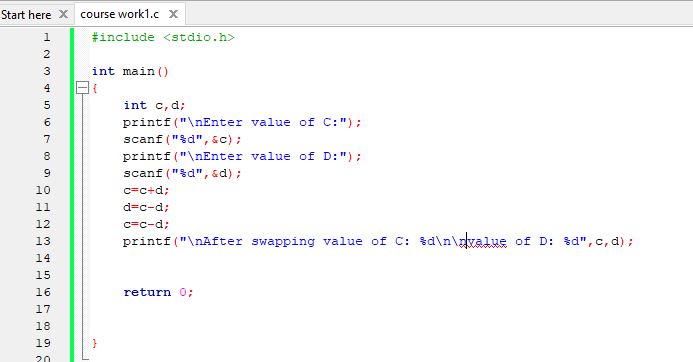 Start here X course work1.c X
1 #include <stdio.h>
2
3 int main()
4 {
5 int c,d;
6 printf("\nEnter value of C:");
7 scanf("%d",&c);
8 printf("\nEnter value of D:");
9 scanf("%d",&d);
10 c=c+d;
11 d=c-d;
12 c=c-d;
13 printf("\nAfter swapping value of C: %d\n\nvalue of D: %d",c,d);
14
15
16 return 0;
17
18
19 }
20